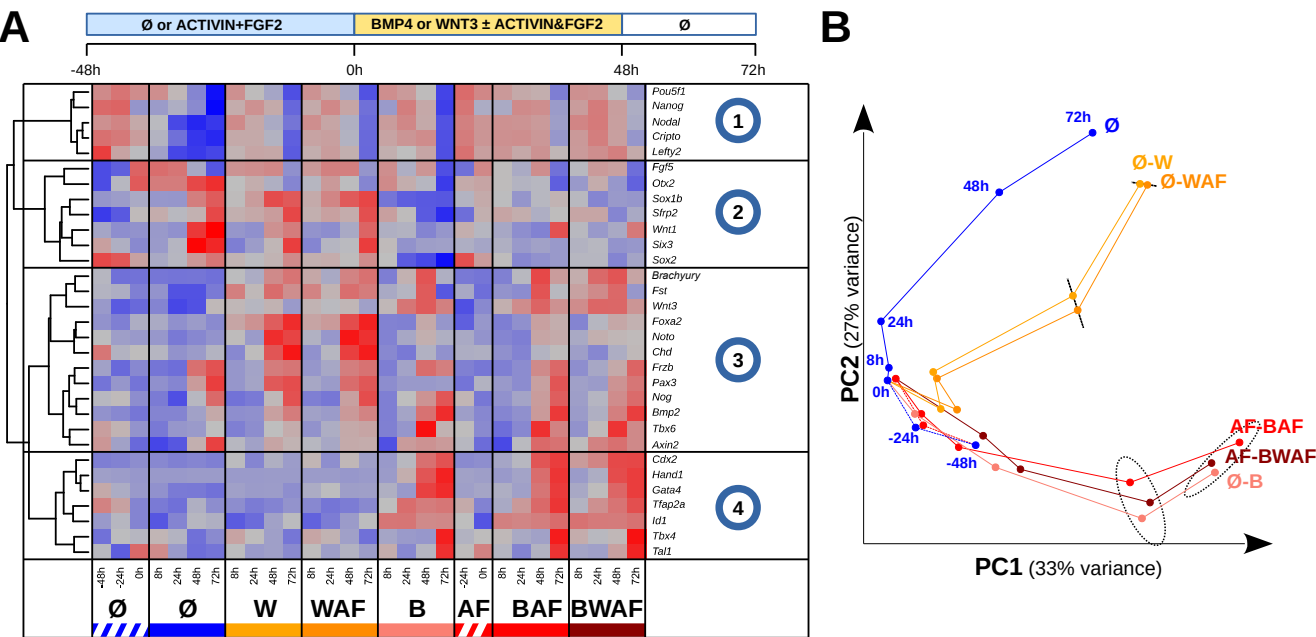 A
Ø or ACTIVIN+FGF2
BMP4 or WNT3 ± ACTIVIN&FGF2
Ø
-48h
0h
48h
72h
Pou5f1
Nanog
Nodal
Cripto
Lefty2
1
Fgf5
Otx2
Sox1b
Sfrp2
Wnt1
Six3
Sox2
2
Brachyury
Fst
Wnt3
Foxa2
Noto
Chd
Frzb
Pax3
Nog
Bmp2
Tbx6
Axin2
3
Cdx2
Hand1
Gata4
Tfap2a
Id1
Tbx4
Tal1
4
-48h -24h 0h 8h 24h 48h 72h 8h 24h 48h 72h 8h 24h 48h 72h 8h 24h 48h 72h -24h 0h 8h 24h 48h 72h 8h 24h 48h 72h
Ø Ø W WAF B AF BAF BWAF
B
72h Ø
Ø-W
Ø-WAF
48h
24h
8h
0h
-24h
-48h
AF-BAF
AF-BWAF
Ø-B
PC2 (27% variance)
PC1 (33% variance)